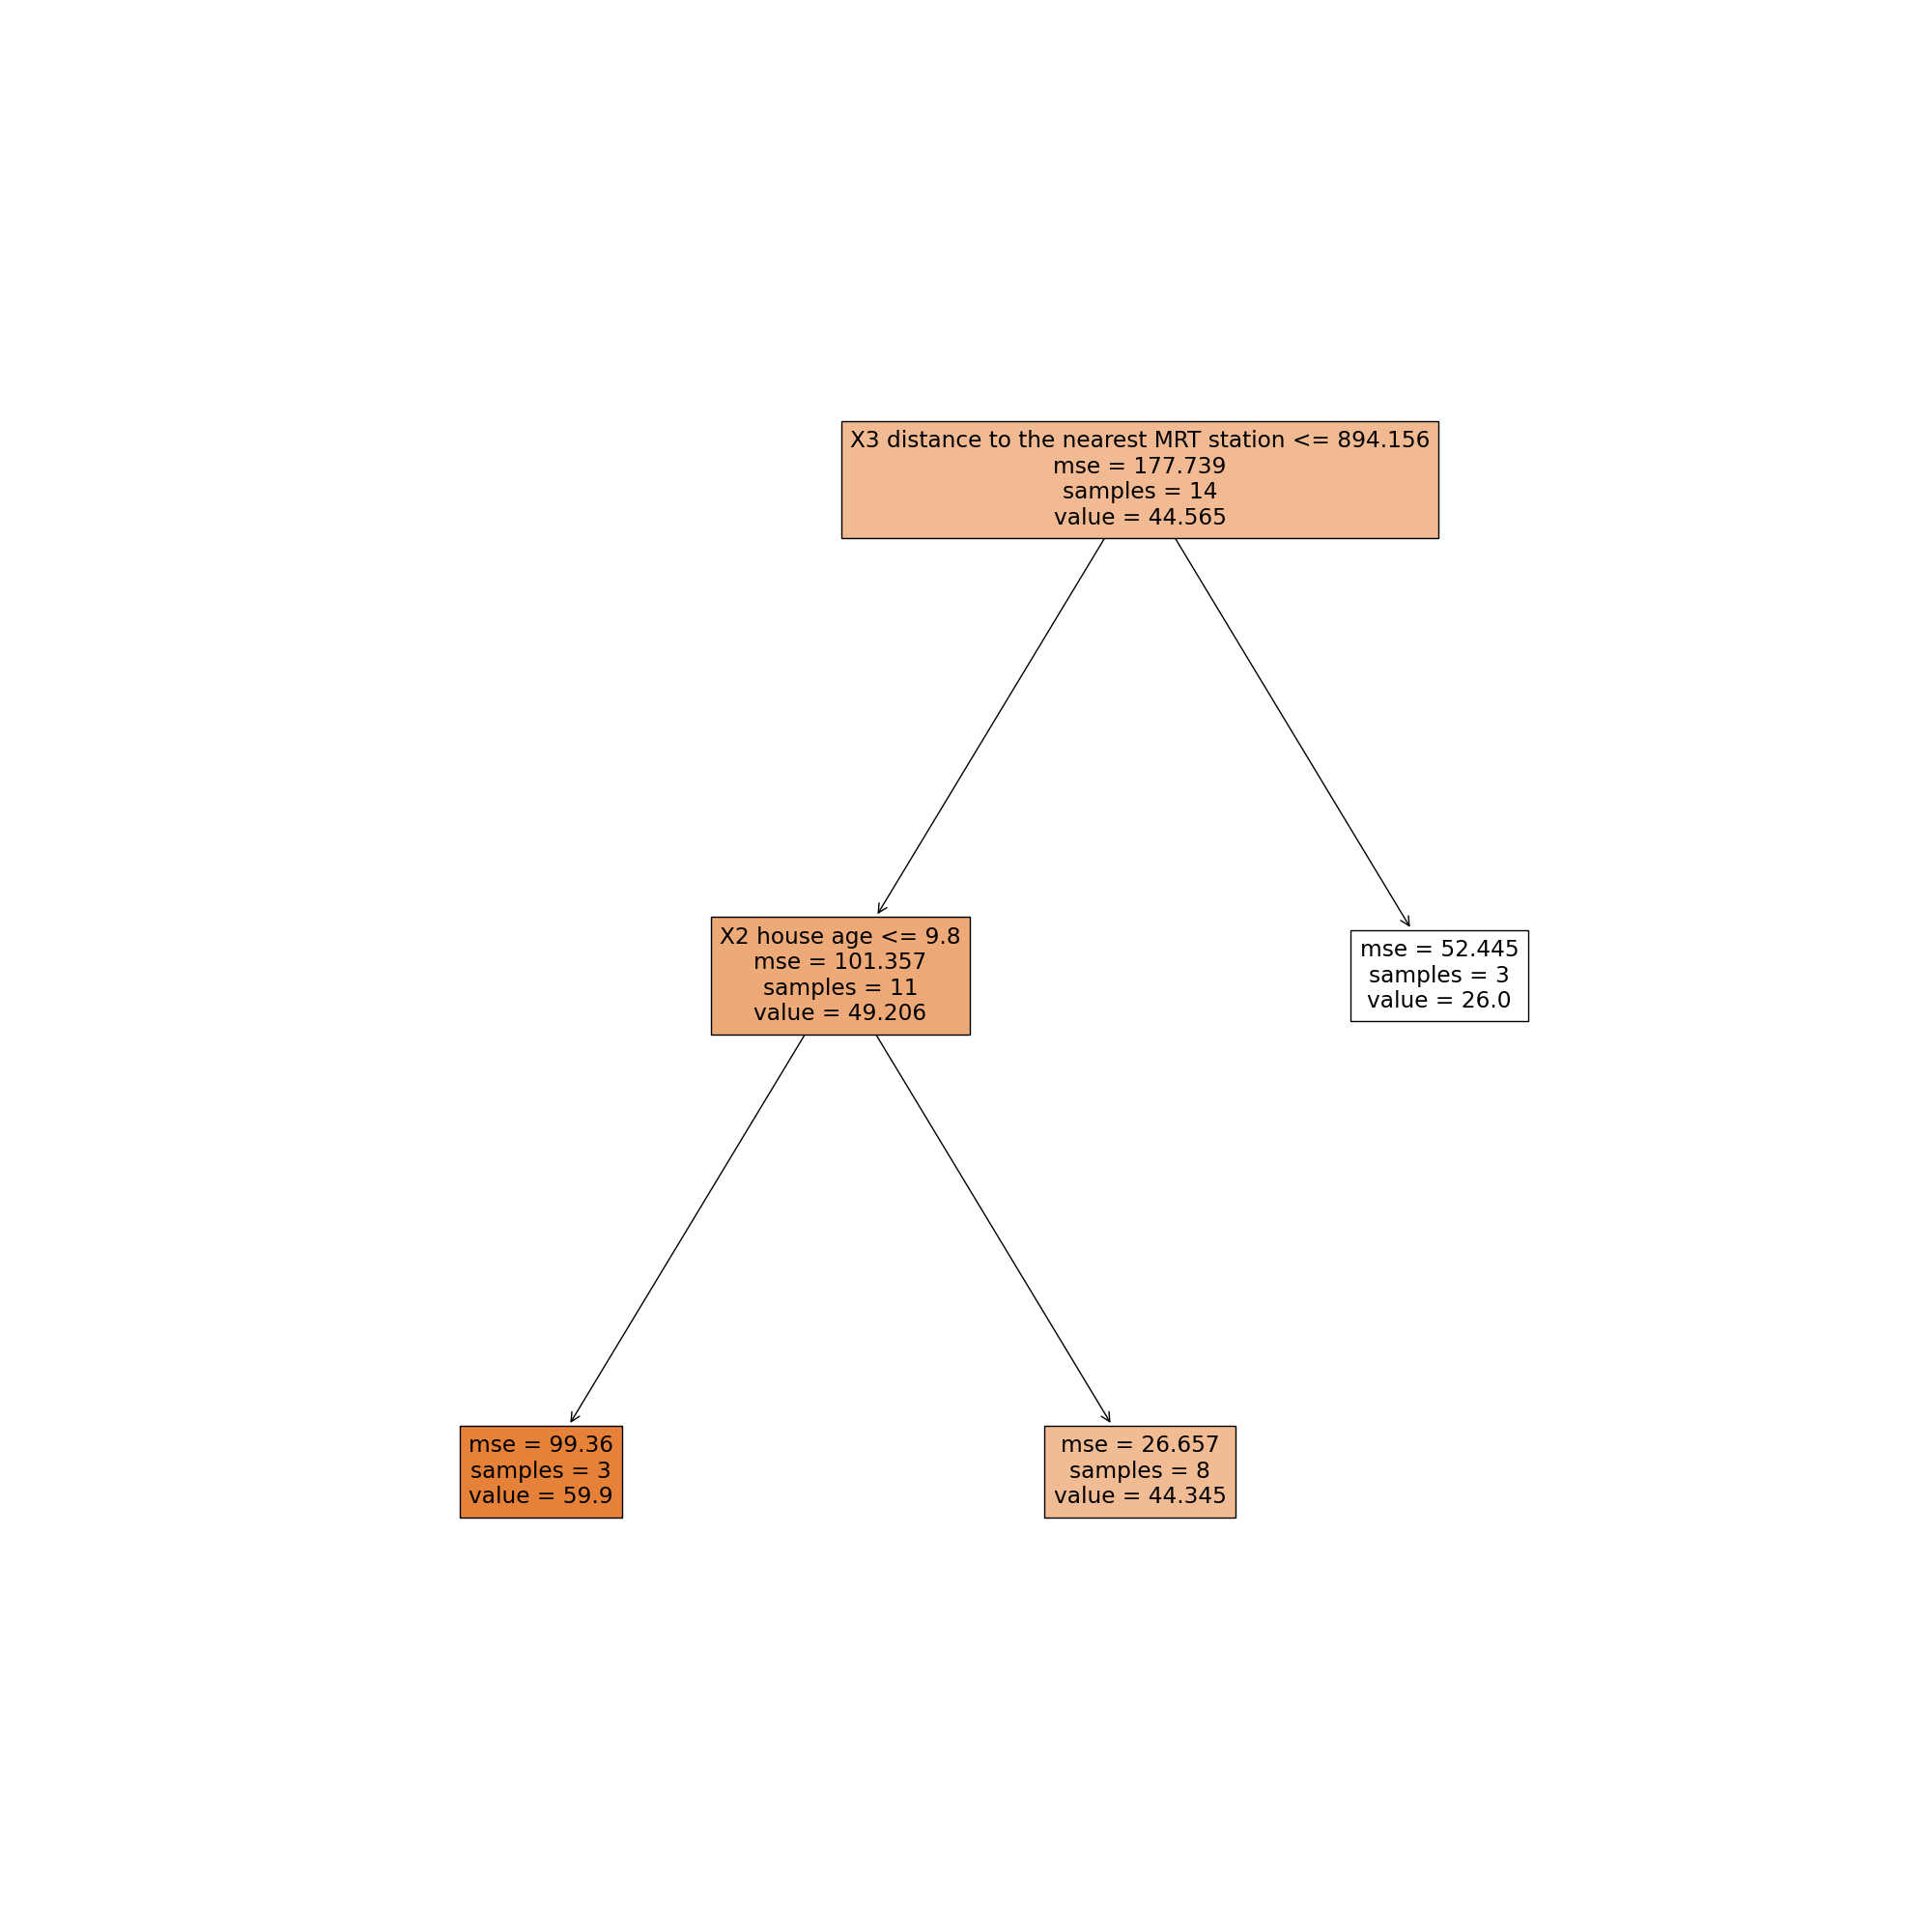 X3 distance to the nearest MRT station <= 894.156
mse = 177.739
samples = 14
value = 44.565
X2 house age <= 9.8
mse = 101.357
samples = 11
value = 49.206
mse = 52.445
samples = 3
value = 26.0
mse = 99.36
samples = 3
value = 59.9
mse = 26.657
samples = 8
value = 44.345